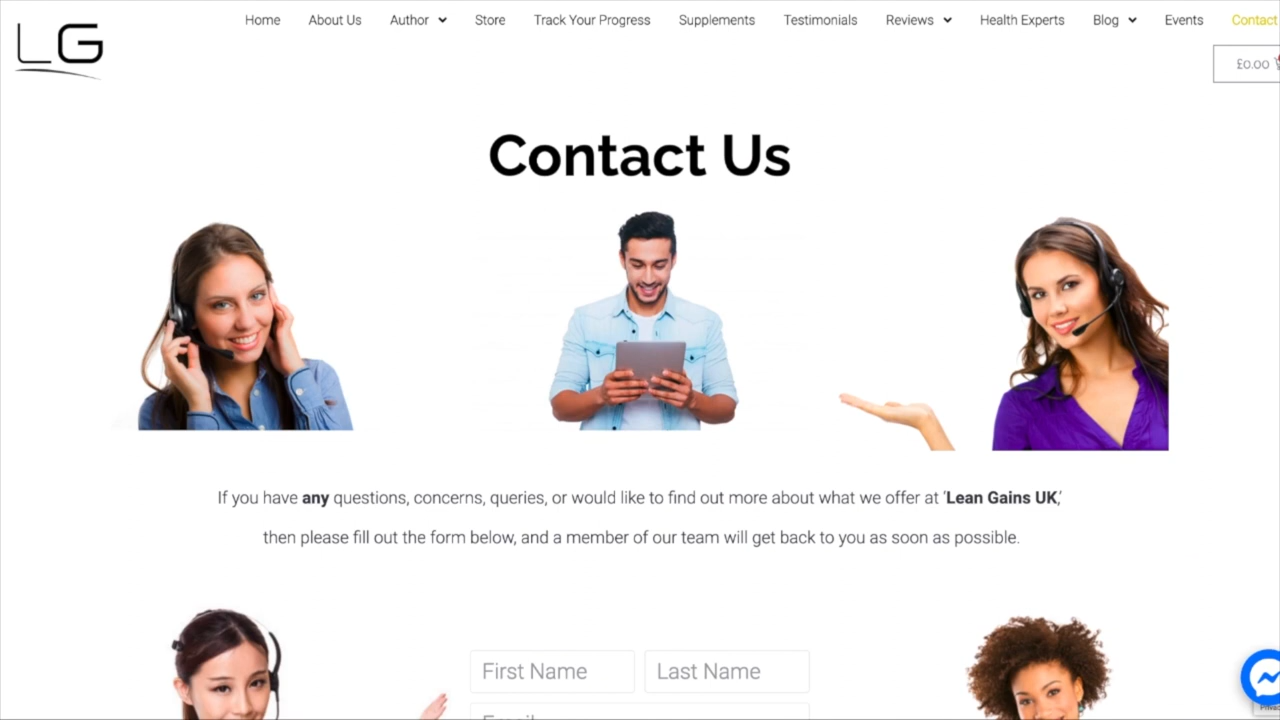 Home About Us Author Store Track Your Progress Supplements Testimonials Reviews Health Experts Blog Events Contact
LG
£0.00
Contact Us
If you have any questions, concerns, queries, or would like to find out more about what we offer at ‘Lean Gains UK,’
then please fill out the form below, and a member of our team will get back to you as soon as possible.
First Name Last Name